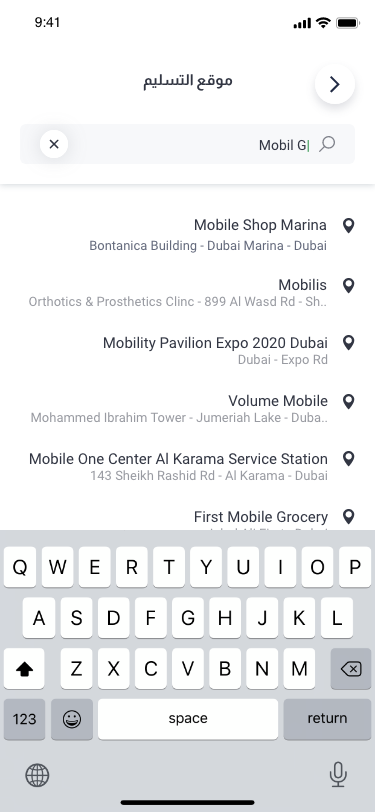 9:41
موقع التسليم
Mobil G
Mobile Shop Marina
Bontanica Building - Dubai Marina - Dubai
Mobilis
Orthotics & Prosthetics Clinc - 899 Al Wasd Rd - Sh..
Mobility Pavilion Expo 2020 Dubai
Dubai - Expo Rd
Volume Mobile
Mohammed Ibrahim Tower - Jumeriah Lake - Duba..
Mobile One Center Al Karama Service Station
143 Sheikh Rashid Rd - Al Karama - Dubai
First Mobile Grocery
Q W E R T Y U I O P
A S D F G H J K L
Z X C V B N M
123 space return